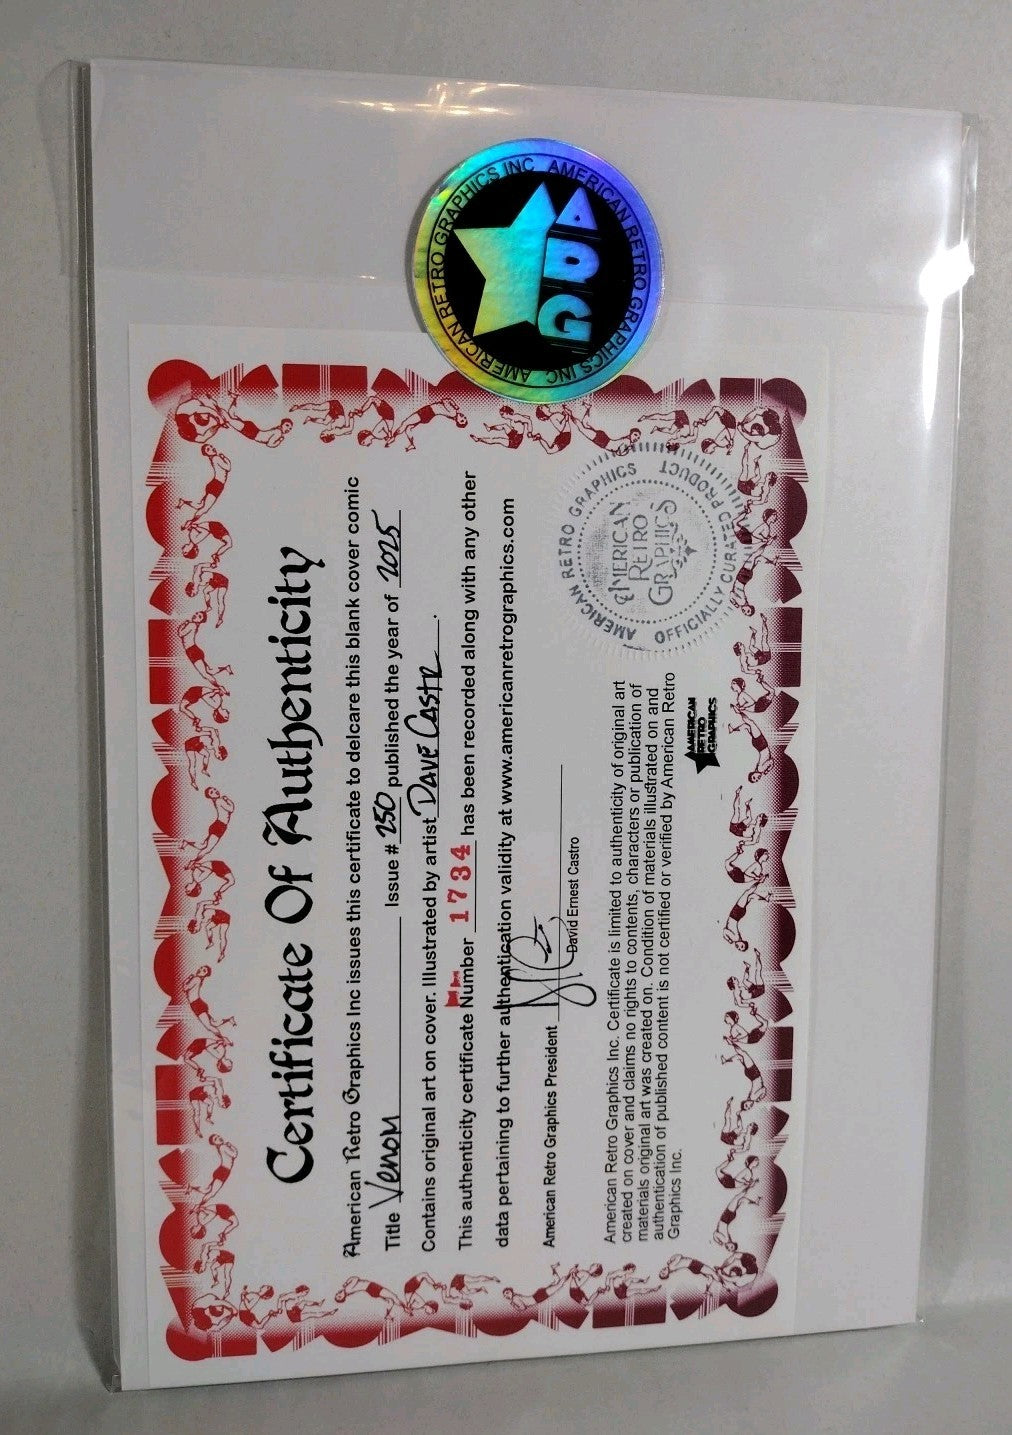 AMERICAN RETRO GRAPHICS INC AMERICAN RETRO GRAPHICS INC
ARG
Certificate Of Authenticity
American Retro Graphics Inc issues this certificate to delcare this blank cover comic
Title Venom Issue # 250 published the year of 2025
Contains original art on cover. Illustrated by artist Dave Castr.
This authenticity certificate Number 1734 has been recorded along with any other
data pertaining to further authentication validity at www.americanretrographics.com
American Retro Graphics President
David Ernest Castro
American Retro Graphics Inc. Certificate is limited to authenticity of original art
created on cover and claims no rights to contents, characters or publication of
materials original art was created on. Condition of materials illustrated on and
authentication of published content is not certified or verified by American Retro
Graphics Inc.
AMERICAN
RETRO
GRAPHICS
AMERICAN RETRO GRAPHICS
OFFICIALLY CURATED PRODUCT
AMERICAN
RETRO
GRAPHICS